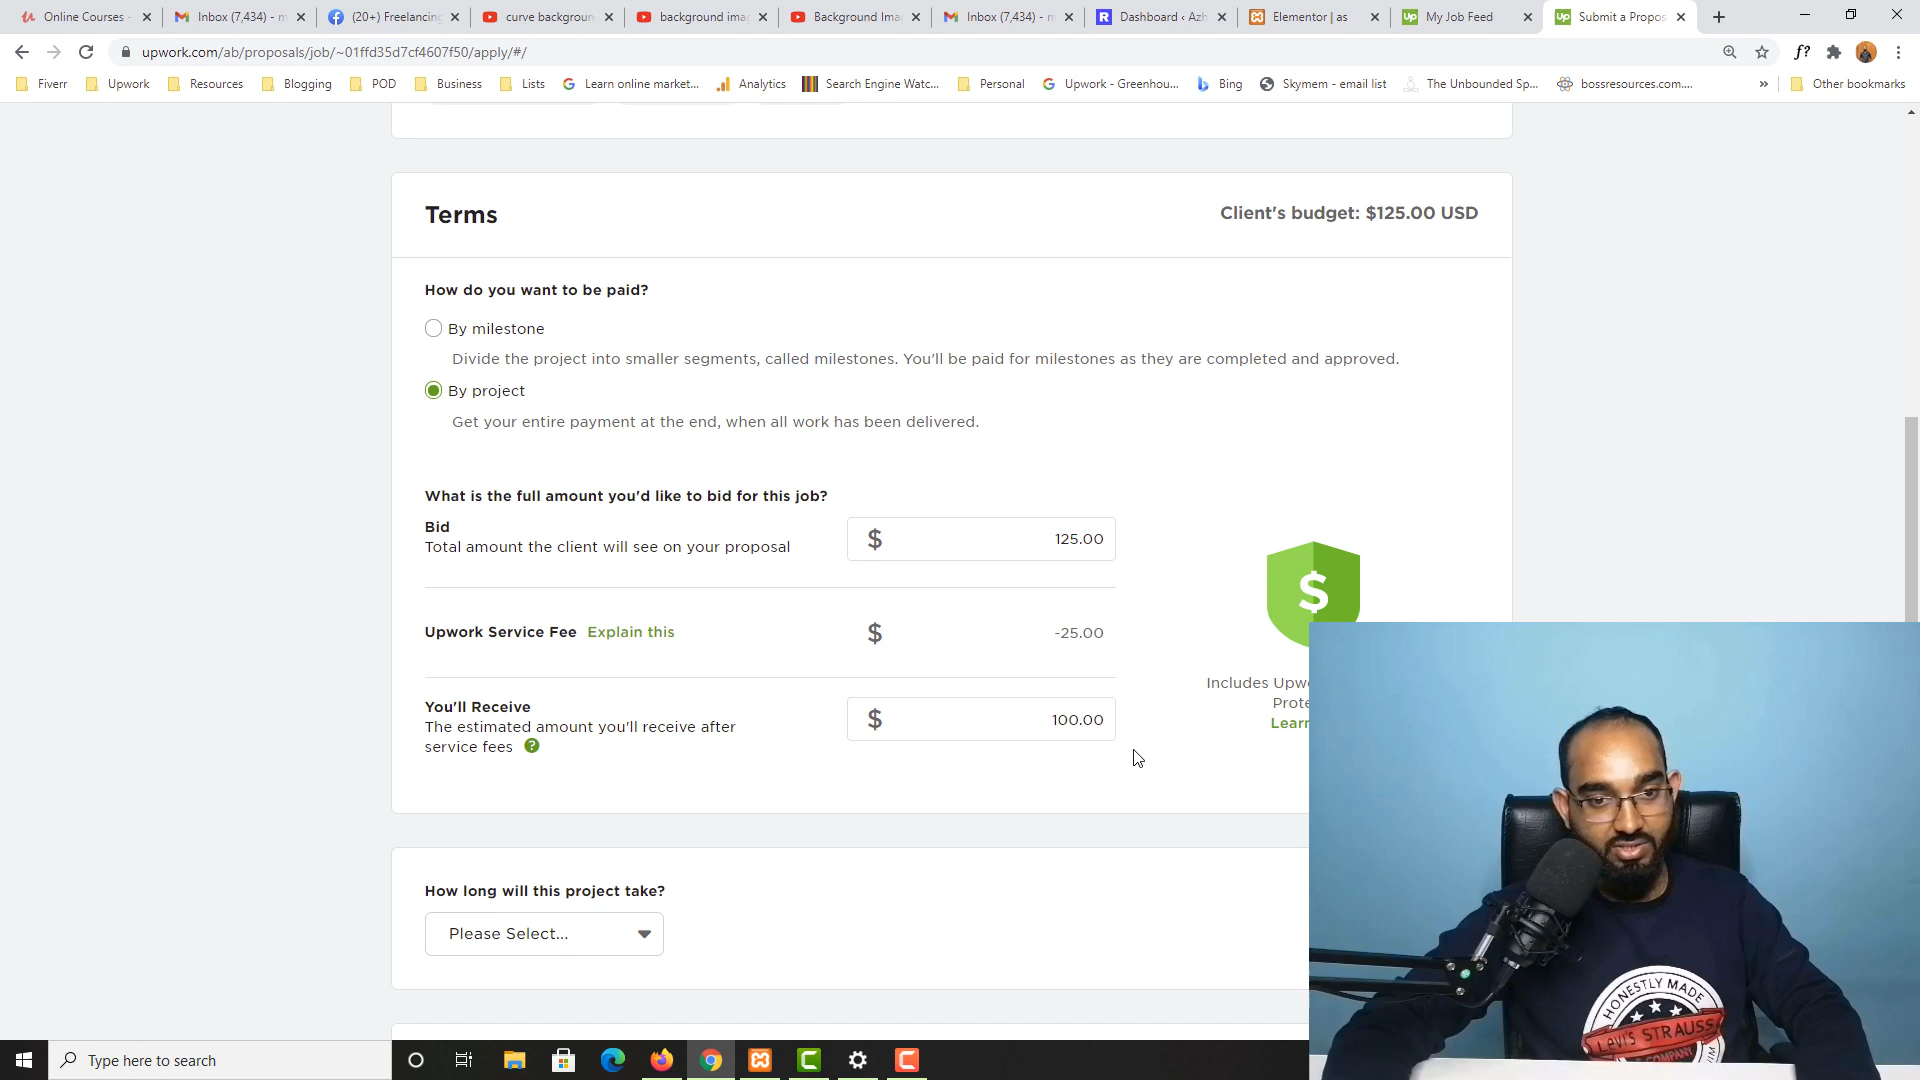 Online Courses -
Inbox (7,434) - m
(20+) Freelancing
curve background
background imag
Background Ima
Inbox (7,434) - m
Dashboard ‹ Azh
Elementor | as
My Job Feed
Submit a Propos
upwork.com/ab/proposals/job/~01ffd35d7cf4607f50/apply/#/
Fiverr
Upwork
Resources
Blogging
POD
Business
Lists
Learn online market...
Analytics
Search Engine Watc...
Personal
Upwork - Greenhou...
Bing
Skymem - email list
The Unbounded Sp...
bossresources.com....
»
Other bookmarks
Terms
Client's budget: $125.00 USD
How do you want to be paid?
By milestone
Divide the project into smaller segments, called milestones. You'll be paid for milestones as they are completed and approved.
By project
Get your entire payment at the end, when all work has been delivered.
What is the full amount you'd like to bid for this job?
Bid
Total amount the client will see on your proposal
$ 125.00
Upwork Service Fee Explain this
$ -25.00
You'll Receive
The estimated amount you'll receive after
service fees ?
$ 100.00
$
Includes Upwo
Prote
Learn
How long will this project take?
Please Select...
Type here to search
HONESTLY MADE
LEVI'S STRAUSS
COMPANY